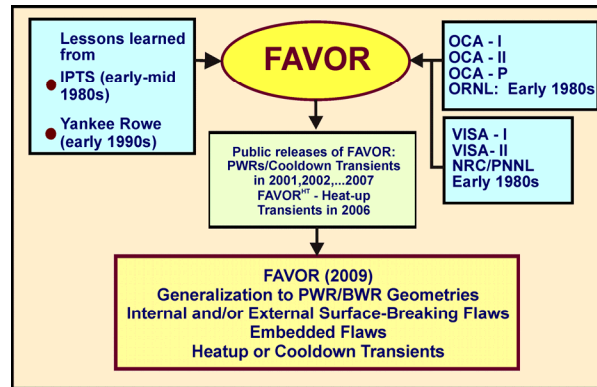 Lessons learned
from
IPTS (early-mid
1980s)
Yankee Rowe
(early 1990s)
FAVOR
OCA - I
OCA - II
OCA - P
ORNL: Early 1980s
VISA - I
VISA - II
NRC/PNNL
Early 1980s
Public releases of FAVOR:
PWRs/Cooldown Transients
in 2001,2002,...2007
FAVORᴴᵀ - Heat-up
Transients in 2006
FAVOR (2009)
Generalization to PWR/BWR Geometries
Internal and/or External Surface-Breaking Flaws
Embedded Flaws
Heatup or Cooldown Transients